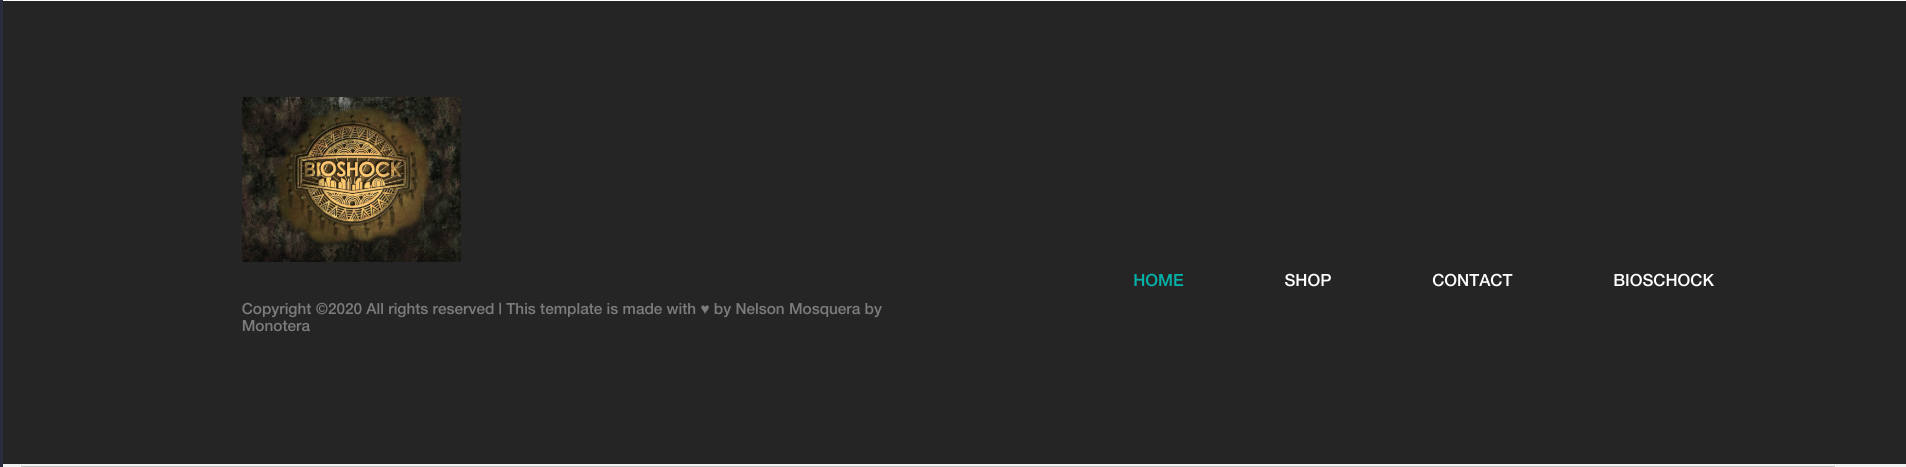 BIOSHOCK
HOME SHOP CONTACT BIOSCHOCK
Copyright ©2020 All rights reserved | This template is made with ♥ by Nelson Mosquera by
Monotera